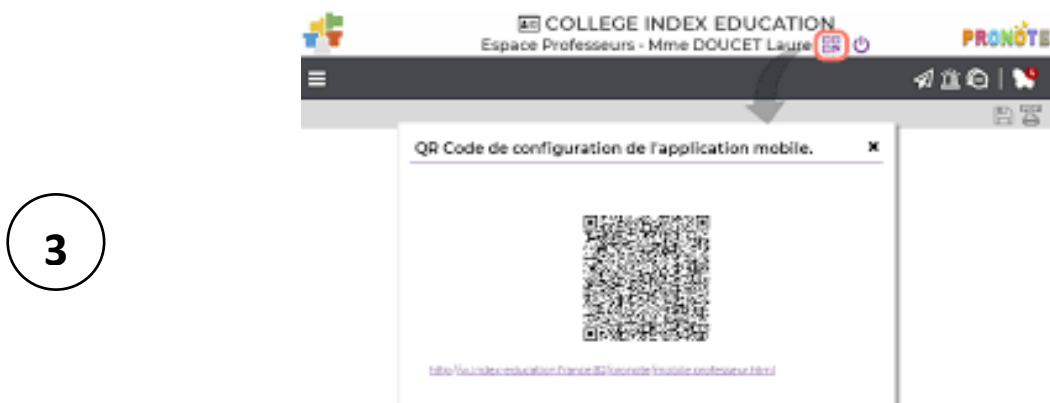 COLLEGE INDEX EDUCATION
Espace Professeurs - Mme DOUCET Laure
PRONOTE
QR Code de configuration de l'application mobile.
3